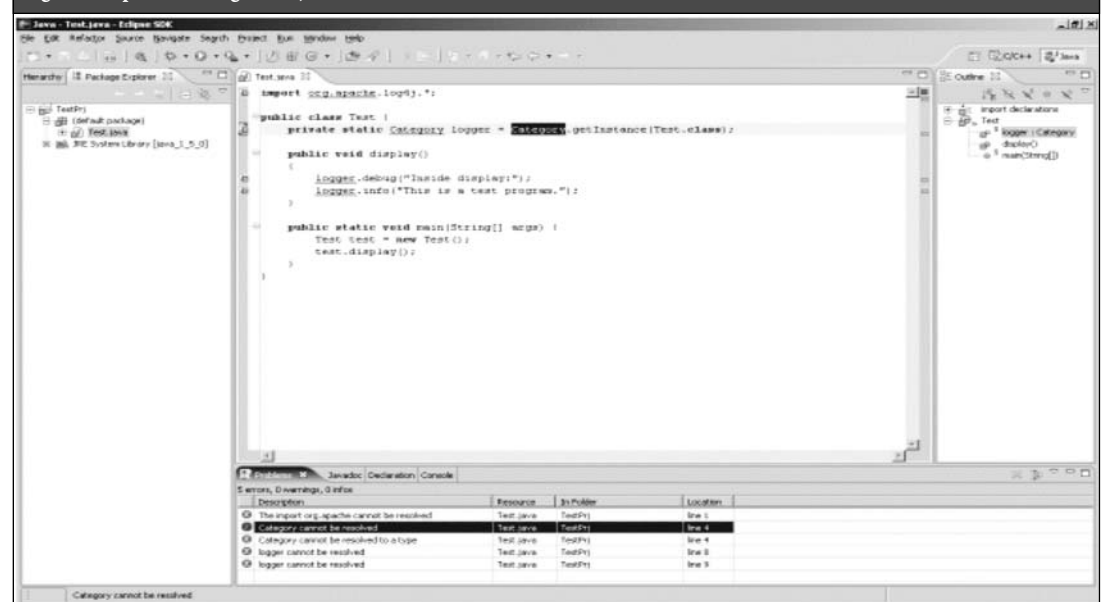 Java - Test.java - Eclipse SDK
File Edit Refactor Source Navigate Search Project Run Window Help
C/C++ Java
Hierarchy Package Explorer
TestPrj
(default package)
Test.java
JRE System Library [java_1_5_0]
Test.java
import org.apache.log4j.*;
public class Test {
private static Category logger = Category.getInstance(Test.class);
public void display()
{
logger.debug("Inside display:");
logger.info("This is a test program.");
}
public static void main(String[] args) {
Test test = new Test();
test.display();
}
}
Outline
import declarations
Test
logger : Category
display()
main(String[])
Problems Javadoc Declaration Console
5 errors, 0 warnings, 0 infos
Description Resource In Folder Location
The import org.apache cannot be resolved Test.java TestPrj line 1
Category cannot be resolved Test.java TestPrj line 4
Category cannot be resolved to a type Test.java TestPrj line 4
logger cannot be resolved Test.java TestPrj line 8
logger cannot be resolved Test.java TestPrj line 9
Category cannot be resolved